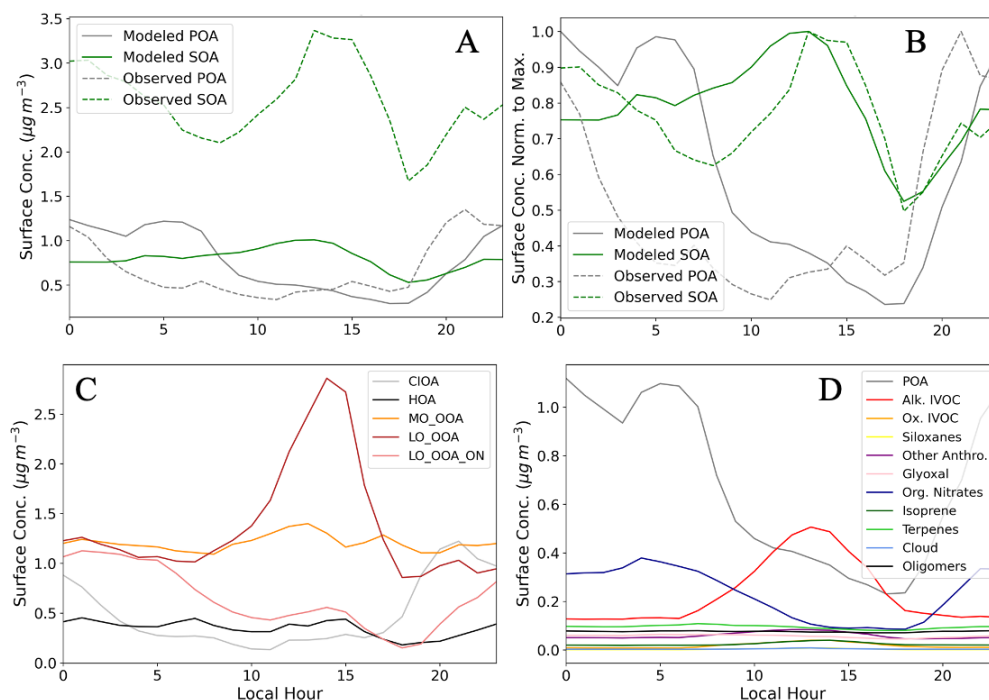 A
Surface Conc. (μg m⁻³)
3.5
3.0
2.5
2.0
1.5
1.0
0.5
0
5
10
15
20
Modeled POA
Modeled SOA
Observed POA
Observed SOA
B
Surface Conc. Norm. to Max.
1.0
0.9
0.8
0.7
0.6
0.5
0.4
0.3
0.2
0
5
10
15
20
Modeled POA
Modeled SOA
Observed POA
Observed SOA
C
Surface Conc. (μg m⁻³)
2.5
2.0
1.5
1.0
0.5
0.0
0
5
10
15
20
Local Hour
CIOA
HOA
MO_OOA
LO_OOA
LO_OOA_ON
D
Surface Conc. (μg m⁻³)
1.0
0.8
0.6
0.4
0.2
0.0
0
5
10
15
20
Local Hour
POA
Alk. IVOC
Ox. IVOC
Siloxanes
Other Anthro.
Glyoxal
Org. Nitrates
Isoprene
Terpenes
Cloud
Oligomers